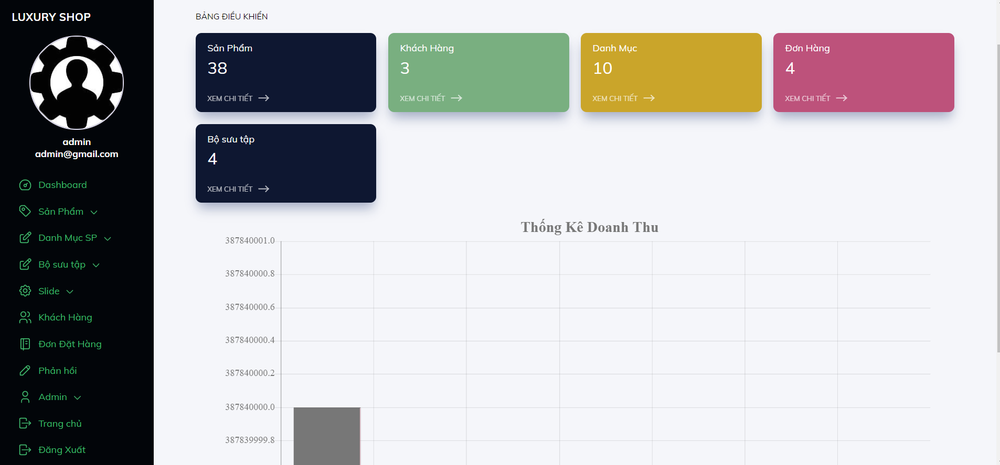 LUXURY SHOP
admin
admin@gmail.com
Dashboard
Sản Phẩm
Danh Mục SP
Bộ sưu tập
Slide
Khách Hàng
Đơn Đặt Hàng
Phản hồi
Admin
Trang chủ
Đăng Xuất
BẢNG ĐIỀU KHIỂN
Sản Phẩm
38
XEM CHI TIẾT
Khách Hàng
3
XEM CHI TIẾT
Danh Mục
10
XEM CHI TIẾT
Đơn Hàng
4
XEM CHI TIẾT
Bộ sưu tập
4
XEM CHI TIẾT
Thống Kê Doanh Thu
387840001.0
387840000.8
387840000.6
387840000.4
387840000.2
387840000.0
387839999.8